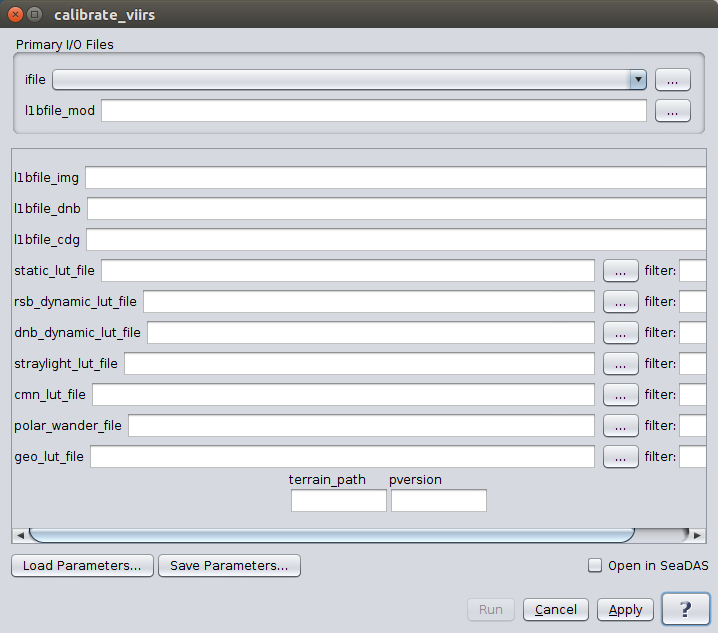 calibrate_viirs
Primary I/O Files
ifile ...
l1bfile_mod ...
l1bfile_img
l1bfile_dnb
l1bfile_cdg
static_lut_file ... filter:
rsb_dynamic_lut_file ... filter:
dnb_dynamic_lut_file ... filter:
straylight_lut_file ... filter:
cmn_lut_file ... filter:
polar_wander_file ... filter:
geo_lut_file ... filter:
terrain_path pversion
Load Parameters... Save Parameters... Open in SeaDAS
Run Cancel Apply ?